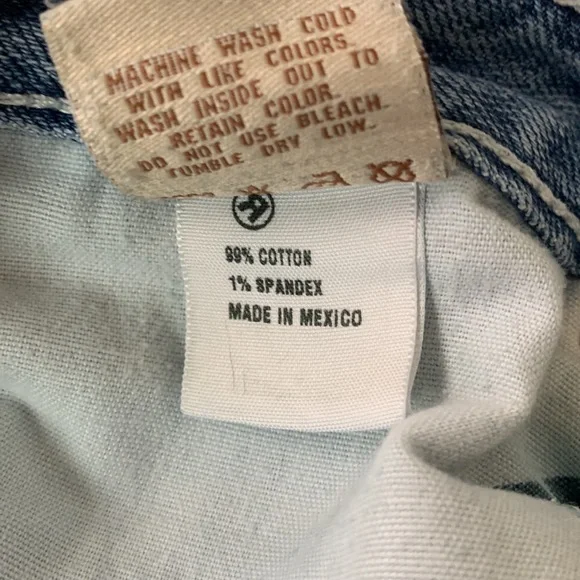 MACHINE WASH COLD
WITH LIKE COLORS.
WASH INSIDE OUT TO
RETAIN COLOR.
DO NOT USE BLEACH.
TUMBLE DRY LOW.
99% COTTON
1% SPANDEX
MADE IN MEXICO